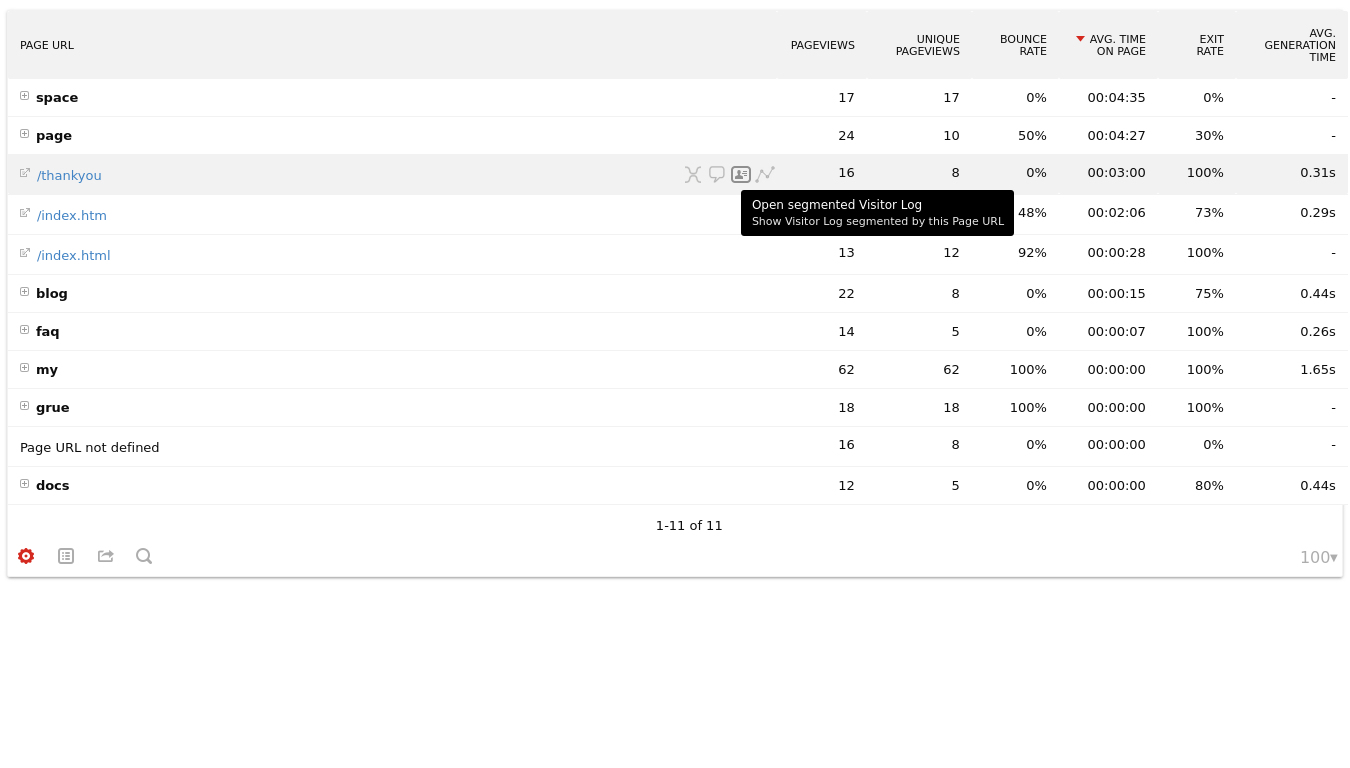 PAGE URL PAGEVIEWS UNIQUE PAGEVIEWS BOUNCE RATE AVG. TIME ON PAGE EXIT RATE AVG. GENERATION TIME
space 17 17 0% 00:04:35 0% -
page 24 10 50% 00:04:27 30% -
/thankyou 16 8 0% 00:03:00 100% 0.31s
Open segmented Visitor Log
Show Visitor Log segmented by this Page URL
/index.htm 48% 00:02:06 73% 0.29s
/index.html 13 12 92% 00:00:28 100% -
blog 22 8 0% 00:00:15 75% 0.44s
faq 14 5 0% 00:00:07 100% 0.26s
my 62 62 100% 00:00:00 100% 1.65s
grue 18 18 100% 00:00:00 100% -
Page URL not defined 16 8 0% 00:00:00 0% -
docs 12 5 0% 00:00:00 80% 0.44s
1-11 of 11
100